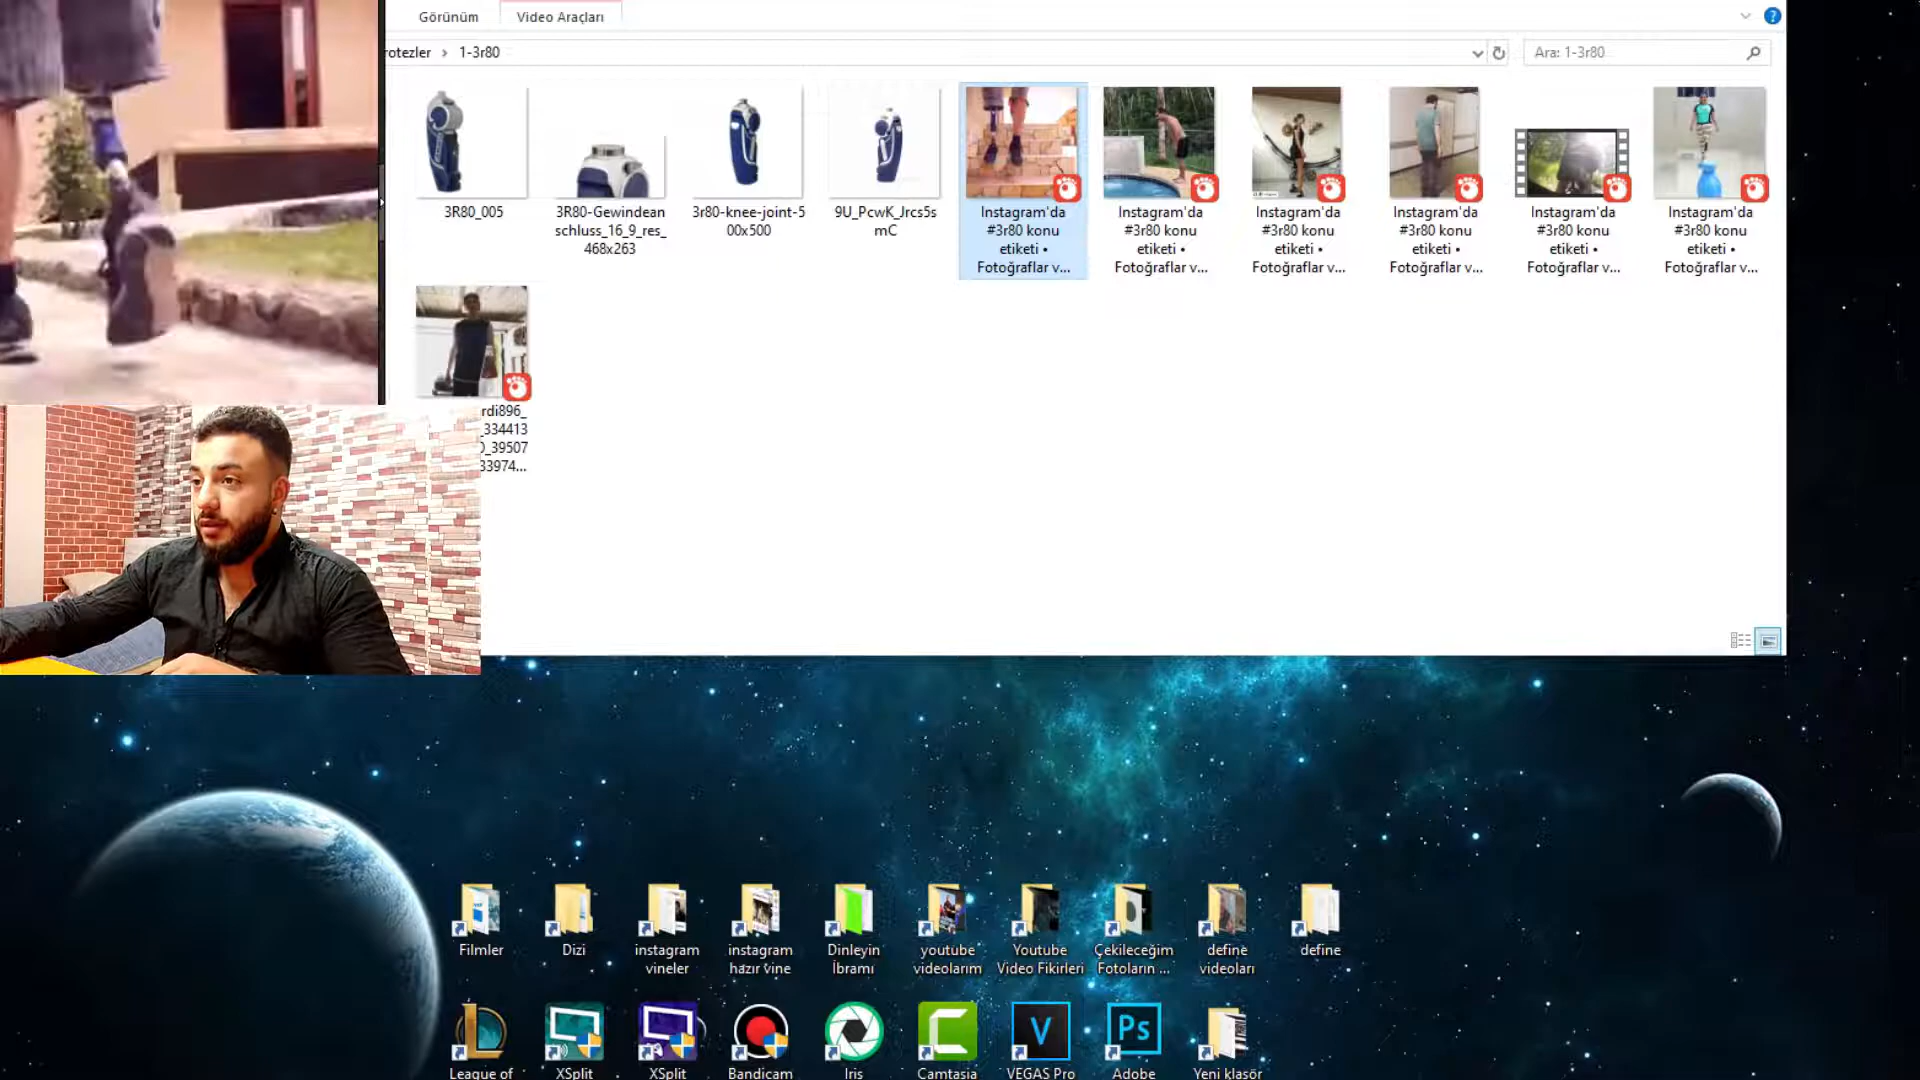 Görünüm
Video Araçları
rotezler
1-3r80
Ara: 1-3r80
3R80_005
3R80-Gewindean
schluss_16_9_res_
468x263
3r80-knee-joint-5
00x500
9U_PcwK_Jrcs5s
mC
Instagram'da
#3r80 konu
etiketi •
Fotoğraflar v...
Instagram'da
#3r80 konu
etiketi •
Fotoğraflar v...
Instagram'da
#3r80 konu
etiketi •
Fotoğraflar v...
Instagram'da
#3r80 konu
etiketi •
Fotoğraflar v...
Instagram'da
#3r80 konu
etiketi •
Fotoğraflar v...
Instagram'da
#3r80 konu
etiketi •
Fotoğraflar v...
rdi896_
_334413
0_39507
33974...
Filmler
Dizi
instagram
vineler
instagram
hazır vine
Dinleyin
İbramı
youtube
videolarım
Youtube
Video Fikirleri
Çekileceğim
Fotoların ...
define
videoları
define
League of
XSplit
XSplit
Bandicam
Iris
Camtasia
VEGAS Pro
Adobe
Yeni klasör
V
Ps